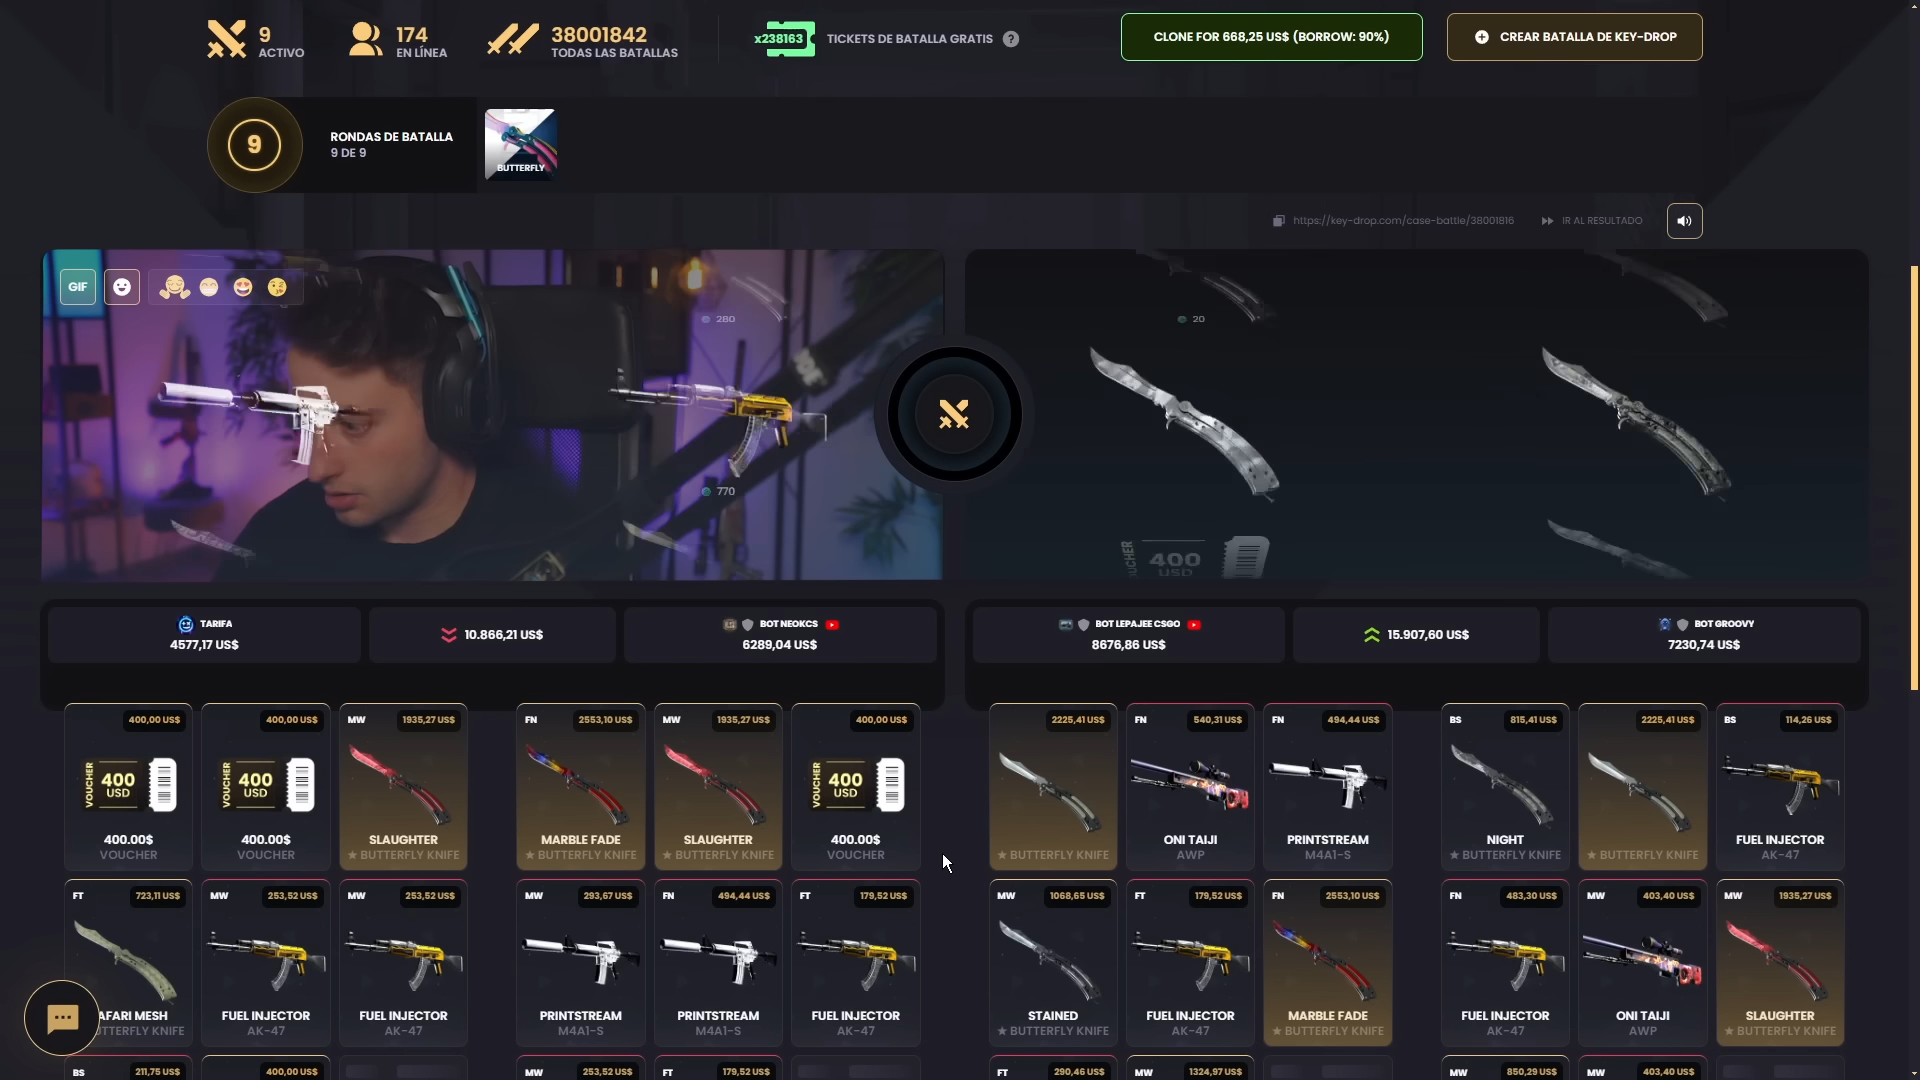 9
ACTIVO
174
EN LÍNEA
38001842
TODAS LAS BATALLAS
x238163
TICKETS DE BATALLA GRATIS
?
CLONE FOR 668,25 US$ (BORROW: 90%)
CREAR BATALLA DE KEY-DROP
9
RONDAS DE BATALLA
9 DE 9
BUTTERFLY
https://key-drop.com/case-battle/38001816
IR AL RESULTADO
GIF
280
770
20
VOUCHER
400
USD
TARIFA
4577,17 US$
10.866,21 US$
BOT NEOKCS
6289,04 US$
BOT LEPAJEE CSGO
8676,86 US$
15.907,60 US$
BOT GROOVY
7230,74 US$
400,00 US$
VOUCHER
400
USD
400.00$
VOUCHER
400,00 US$
VOUCHER
400
USD
400.00$
VOUCHER
MW 1935,27 US$
SLAUGHTER
★ BUTTERFLY KNIFE
FN 2553,10 US$
MARBLE FADE
★ BUTTERFLY KNIFE
MW 1935,27 US$
SLAUGHTER
★ BUTTERFLY KNIFE
400,00 US$
VOUCHER
400
USD
400.00$
VOUCHER
2225,41 US$
★ BUTTERFLY KNIFE
FN 540,31 US$
ONI TAIJI
AWP
FN 494,44 US$
PRINTSTREAM
M4A1-S
BS 815,41 US$
NIGHT
★ BUTTERFLY KNIFE
2225,41 US$
★ BUTTERFLY KNIFE
BS 114,26 US$
FUEL INJECTOR
AK-47
FT 723,11 US$
AFARI MESH
UTTERFLY KNIFE
MW 253,52 US$
FUEL INJECTOR
AK-47
MW 253,52 US$
FUEL INJECTOR
AK-47
MW 293,67 US$
PRINTSTREAM
M4A1-S
FN 494,44 US$
PRINTSTREAM
M4A1-S
FT 179,52 US$
FUEL INJECTOR
AK-47
MW 1068,65 US$
STAINED
★ BUTTERFLY KNIFE
FT 179,52 US$
FUEL INJECTOR
AK-47
FN 2553,10 US$
MARBLE FADE
★ BUTTERFLY KNIFE
FN 483,30 US$
FUEL INJECTOR
AK-47
MW 403,40 US$
ONI TAIJI
AWP
MW 1935,27 US$
SLAUGHTER
★ BUTTERFLY KNIFE
BS 211,75 US$
400,00 US$
MW 253,52 US$
FT 179,52 US$
FT 290,46 US$
MW 1324,97 US$
MW 850,29 US$
MW 403,40 US$